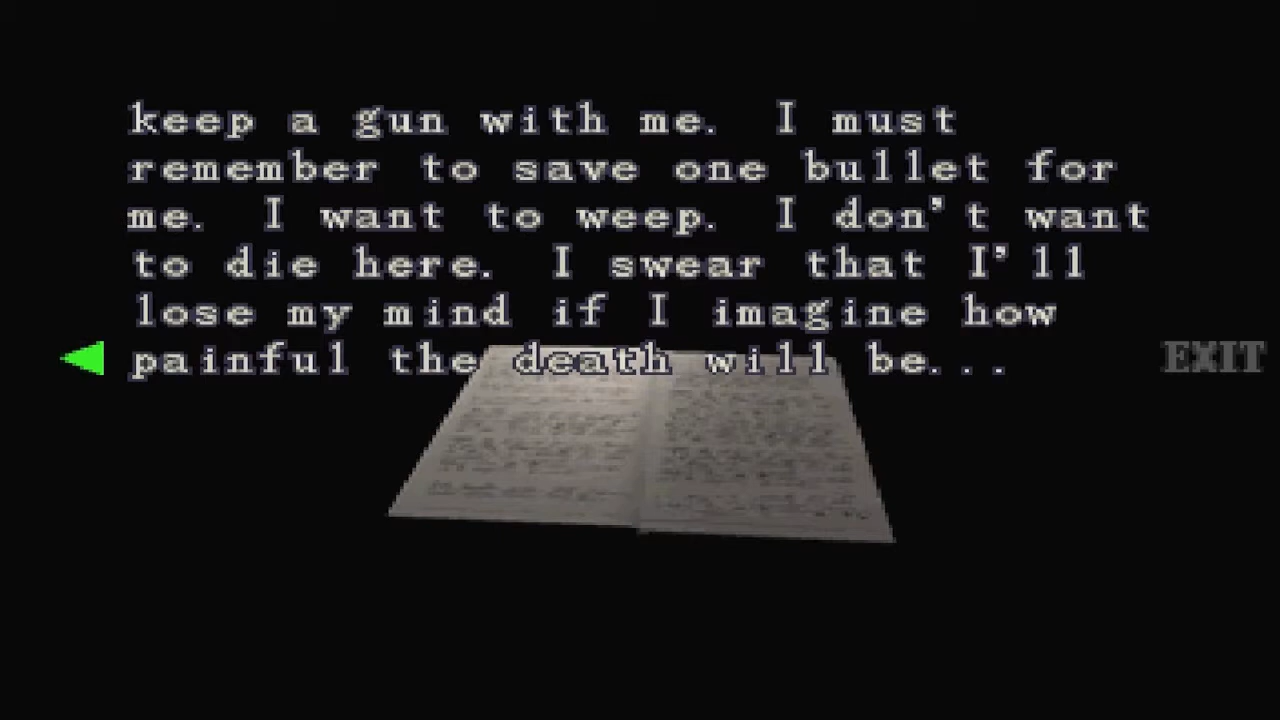 keep a gun with me. I must
remember to save one bullet for
me. I want to weep. I don't want
to die here. I swear that I'll
lose my mind if I imagine how
painful the death will be...
EXIT